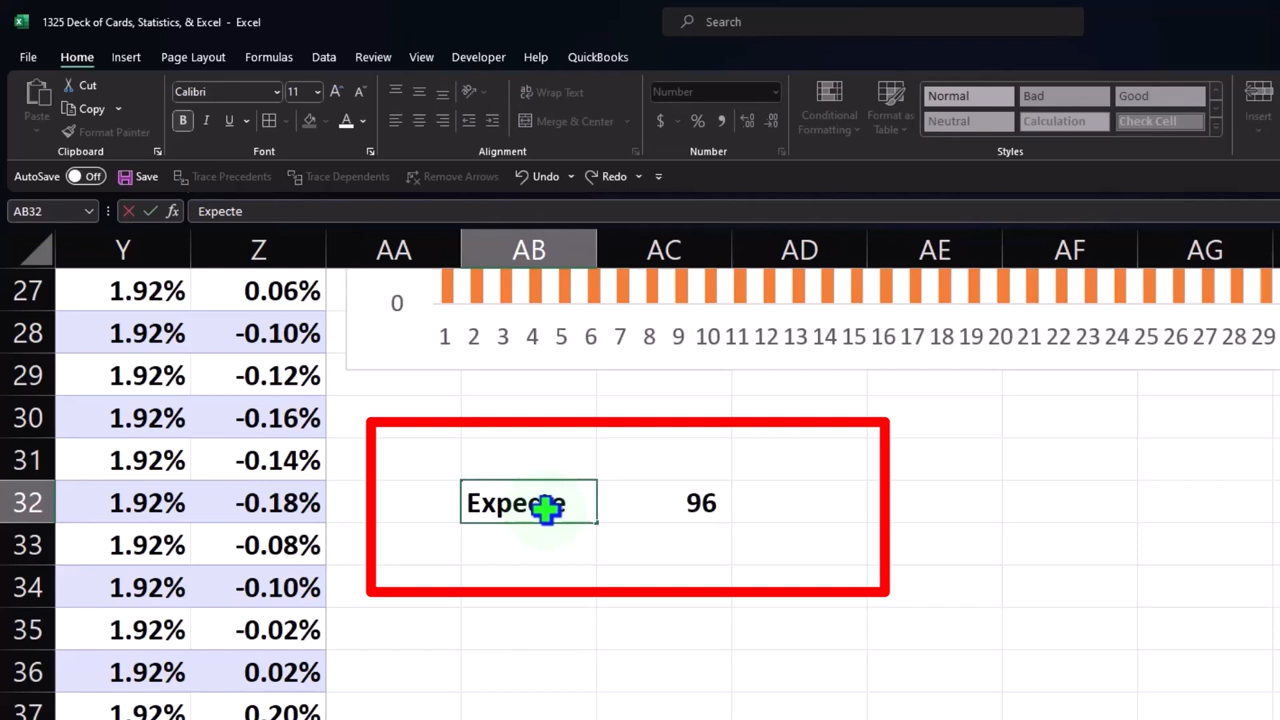 1325 Deck of Cards, Statistics, & Excel - Excel
Search
File Home Insert Page Layout Formulas Data Review View Developer Help QuickBooks
Paste
Cut
Copy
Format Painter
Clipboard
Calibri 11 A A
B I U A
Font
Wrap Text
Merge & Center
Alignment
Number
$ %
Number
Conditional Formatting
Format as Table
Normal Bad Good
Neutral Calculation Check Cell
Styles
Insert
AutoSave Off Save Trace Precedents Trace Dependents Remove Arrows Undo Redo
AB32 fx Expecte
Y Z AA AB AC AD AE AF AG
27 1.92% 0.06% 0
28 1.92% -0.10% 1 2 3 4 5 6 7 8 9 10 11 12 13 14 15 16 17 18 19 20 21 22 23 24 25 26 27 28 29
29 1.92% -0.12%
30 1.92% -0.16%
31 1.92% -0.14%
32 1.92% -0.18% Expecte 96
33 1.92% -0.08%
34 1.92% -0.10%
35 1.92% -0.02%
36 1.92% 0.02%
37 1.92% 0.20%